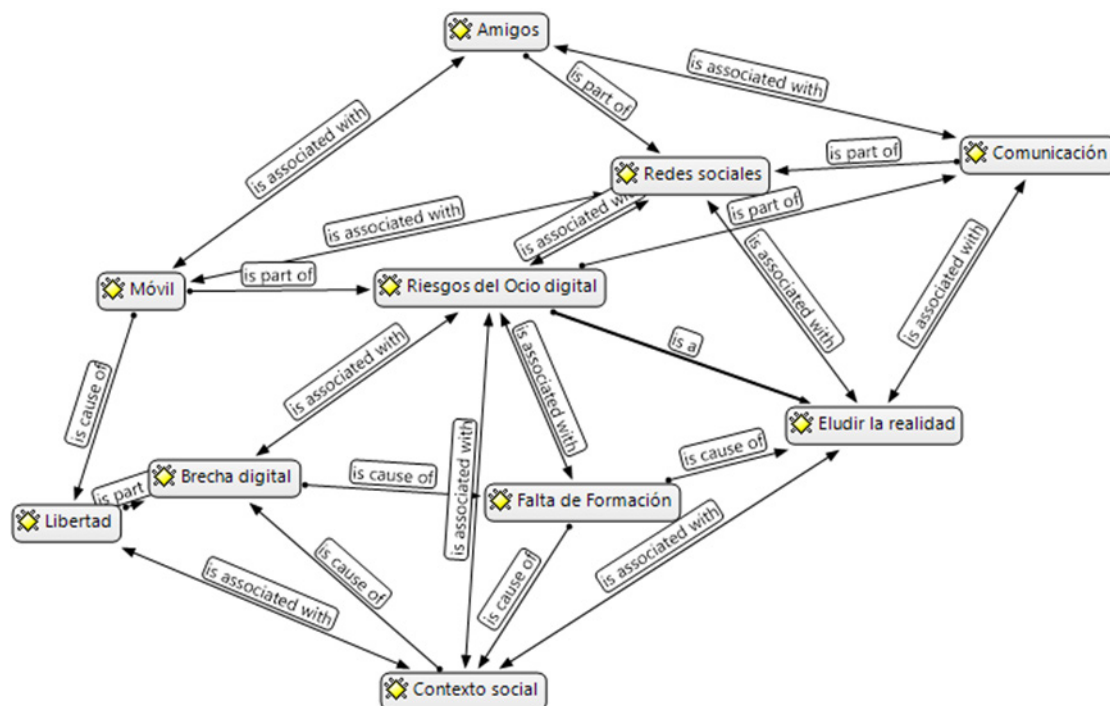 Amigos
is associated with
is part of
is associated with
is part of
Comunicación
Redes sociales
is associated with
is associated with
is part of
is part of
Móvil
Riesgos del Ocio digital
is associated with
is associated with
is associated with
is associated with
is a
is cause of
is associated with
Eludir la realidad
is cause of
is cause of
Brecha digital
is part
Falta de Formación
Libertad
is associated with
is associated with
is cause of
is cause of
Contexto social